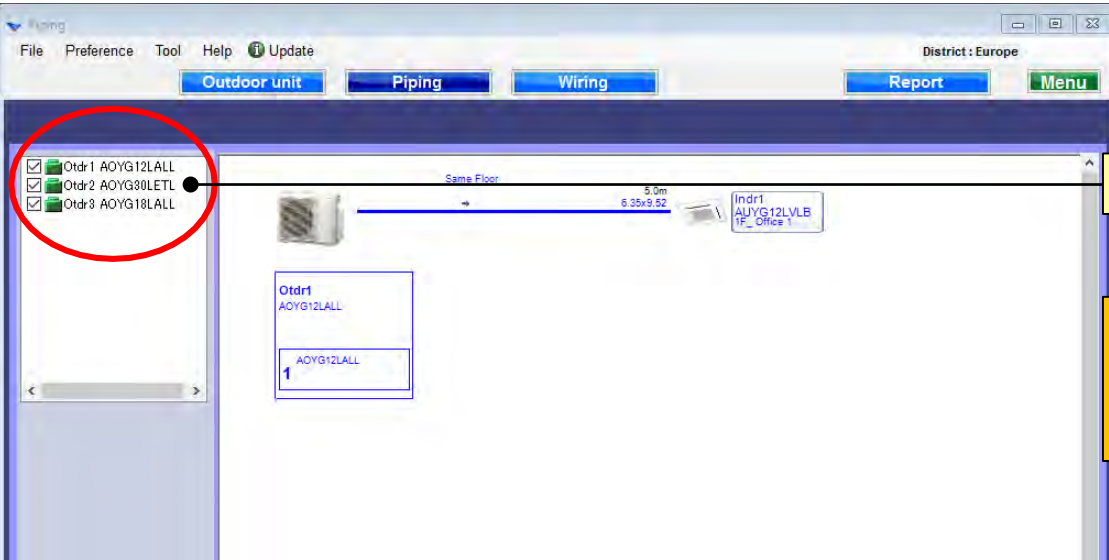 Piping
File Preference Tool Help Update
District : Europe
Outdoor unit Piping Wiring Report Menu
Otdr1 AOYG12LALL
Otdr2 AOYG30LETL
Otdr3 AOYG18LALL
Same Floor
5.0m
6.35x9.52
Indr1
AUYG12LVLB
1F_ Office 1
Otdr1
AOYG12LALL
AOYG12LALL
1